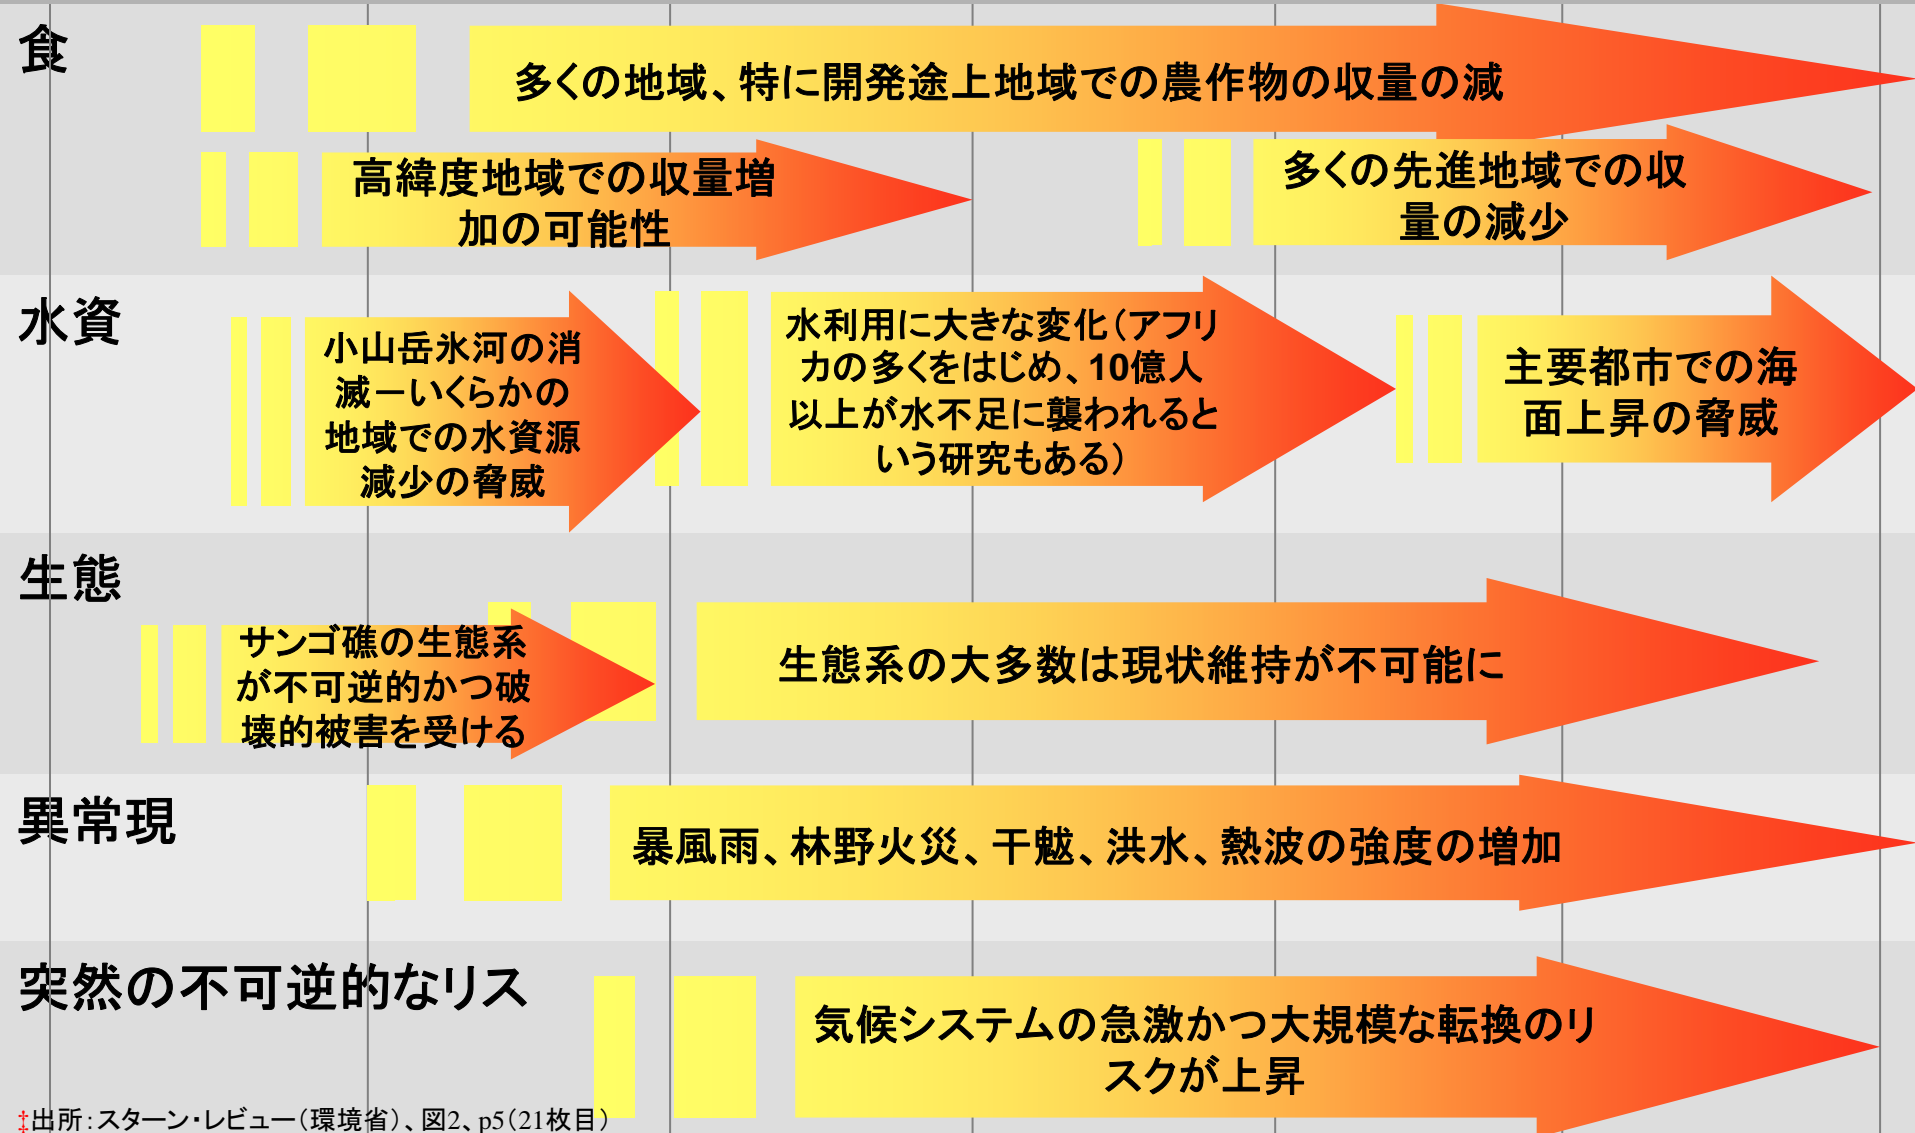 食
多くの地域、特に開発途上地域での農作物の収量の減
高緯度地域での収量増
加の可能性
多くの先進地域での収
量の減少
水資
小山岳氷河の消
滅－いくらかの
地域での水資源
減少の脅威
水利用に大きな変化（アフリ
カの多くをはじめ、10億人
以上が水不足に襲われると
いう研究もある）
主要都市での海
面上昇の脅威
生態
サンゴ礁の生態系
が不可逆的かつ破
壊的被害を受ける
生態系の大多数は現状維持が不可能に
異常現
暴風雨、林野火災、干魃、洪水、熱波の強度の増加
突然の不可逆的なリス
気候システムの急激かつ大規模な転換のリ
スクが上昇
‡出所：スターン・レビュー（環境省）、図2、p5（21枚目）